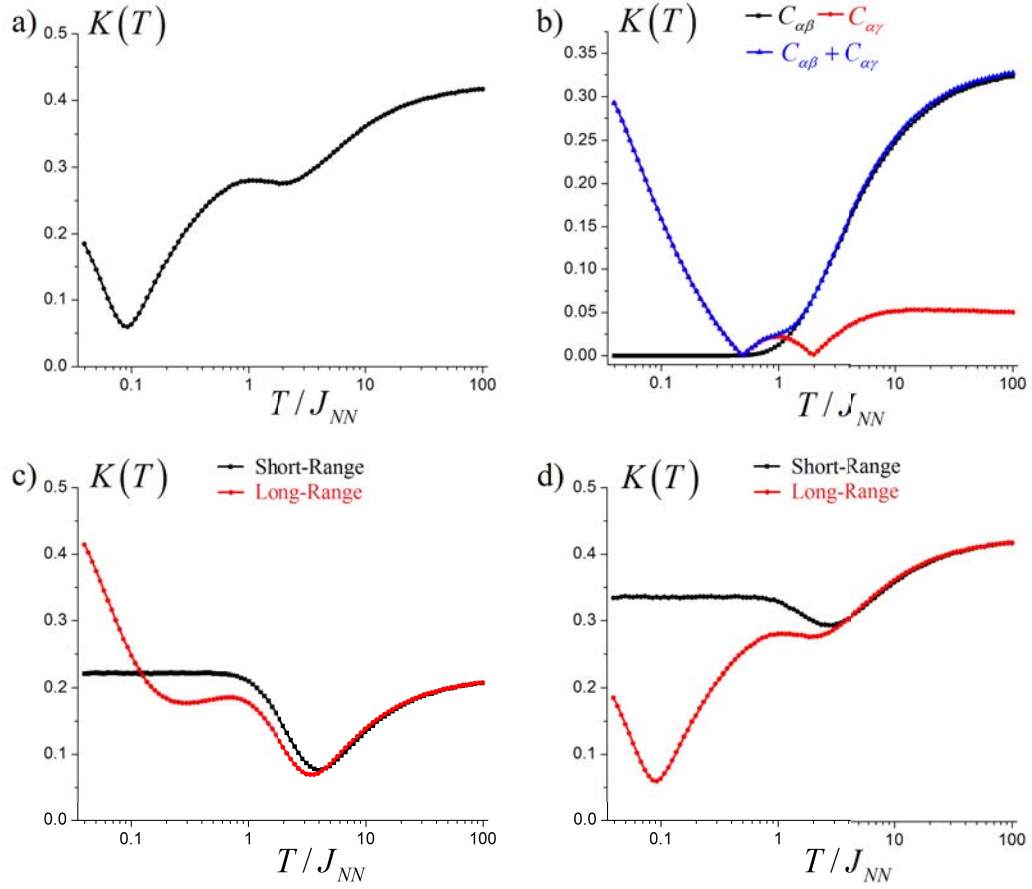 a) K(T)
0.5
0.4
0.3
0.2
0.1
0.0
0.1 1 10 100
T / J_NN
b) K(T)
C_αβ C_αγ
C_αβ + C_αγ
0.35
0.30
0.25
0.20
0.15
0.10
0.05
0.00
0.1 1 10 100
T / J_NN
c) K(T)
Short-Range
Long-Range
0.5
0.4
0.3
0.2
0.1
0.0
0.1 1 10 100
T / J_NN
d) K(T)
Short-Range
Long-Range
0.5
0.4
0.3
0.2
0.1
0.0
0.1 1 10 100
T / J_NN